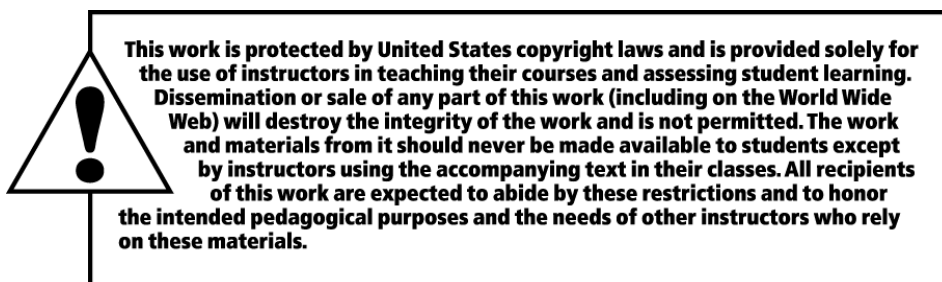 This work is protected by United States copyright laws and is provided solely for
the use of instructors in teaching their courses and assessing student learning.
Dissemination or sale of any part of this work (including on the World Wide
Web) will destroy the integrity of the work and is not permitted. The work
and materials from it should never be made available to students except
by instructors using the accompanying text in their classes. All recipients
of this work are expected to abide by these restrictions and to honor
the intended pedagogical purposes and the needs of other instructors who rely
on these materials.